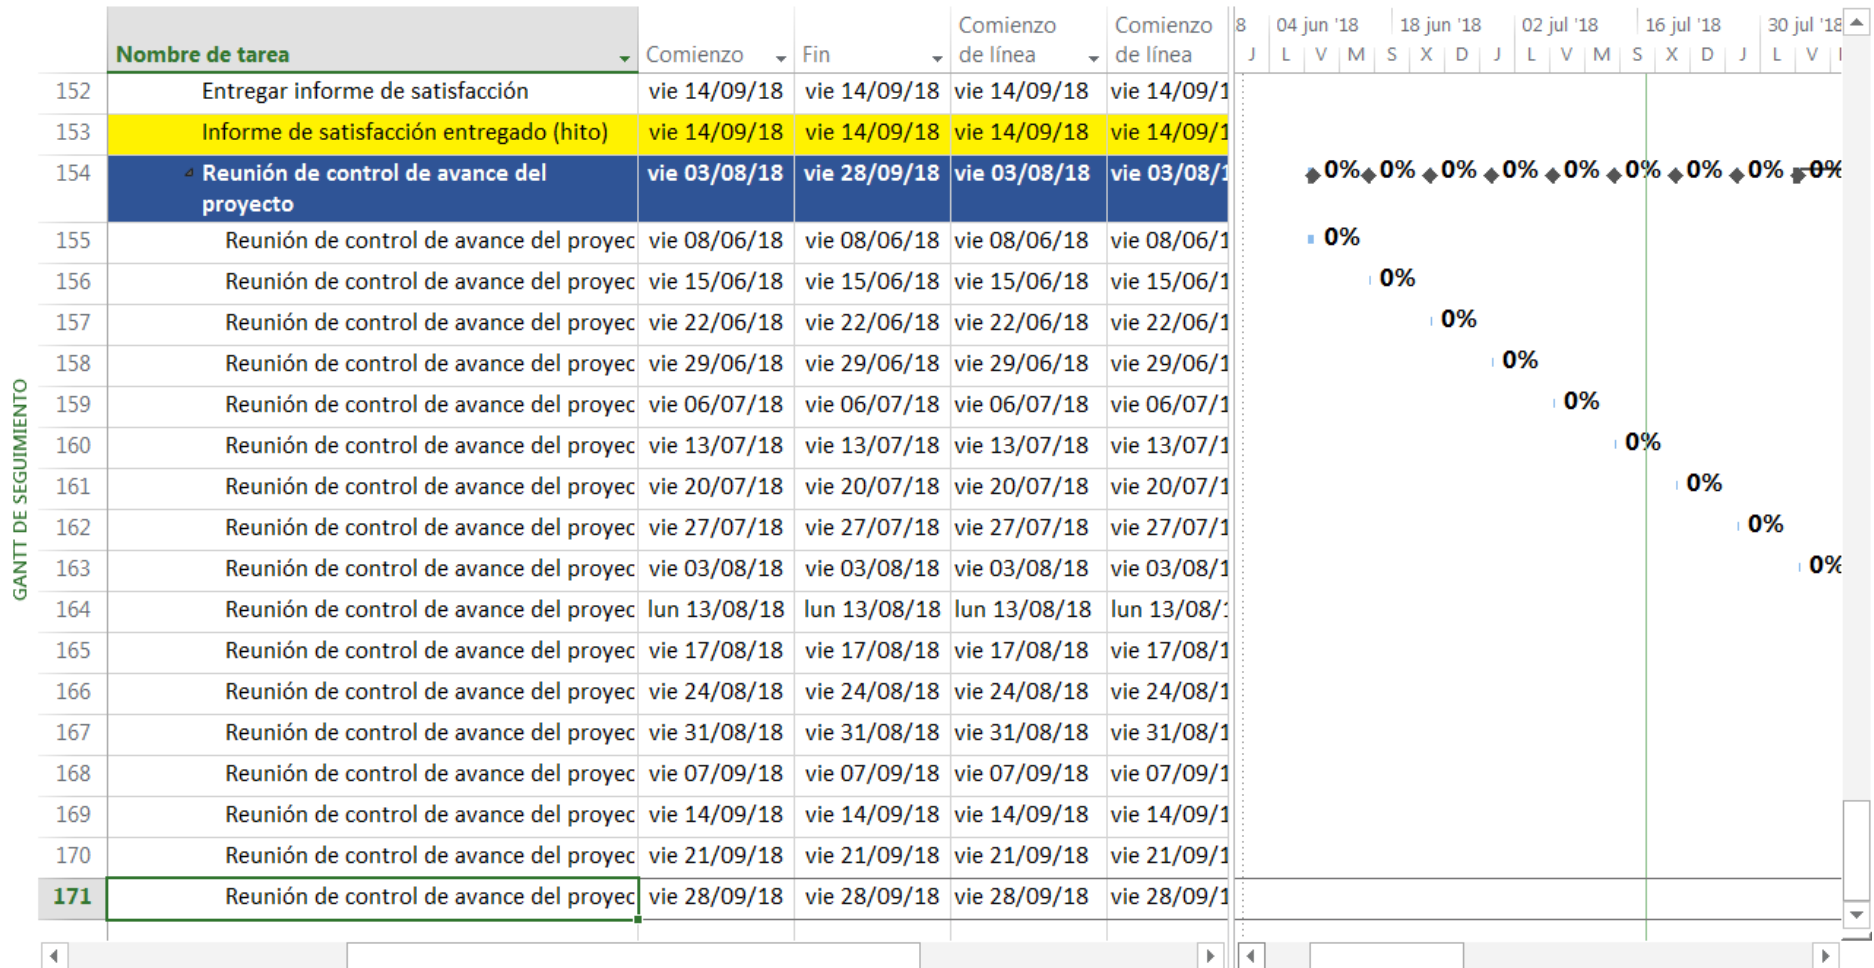 Nombre de tarea Comienzo Fin Comienzo de línea Comienzo de línea 8 04 jun '18 18 jun '18 02 jul '18 16 jul '18 30 jul '18
J L V M S X D J L V M S X D J L V
152 Entregar informe de satisfacción vie 14/09/18 vie 14/09/18 vie 14/09/18 vie 14/09/1
153 Informe de satisfacción entregado (hito) vie 14/09/18 vie 14/09/18 vie 14/09/18 vie 14/09/1
154 Reunión de control de avance del proyecto vie 03/08/18 vie 28/09/18 vie 03/08/18 vie 03/08/1 0% 0% 0% 0% 0% 0% 0% 0% 0%
155 Reunión de control de avance del proyec vie 08/06/18 vie 08/06/18 vie 08/06/18 vie 08/06/1 0%
156 Reunión de control de avance del proyec vie 15/06/18 vie 15/06/18 vie 15/06/18 vie 15/06/1 0%
157 Reunión de control de avance del proyec vie 22/06/18 vie 22/06/18 vie 22/06/18 vie 22/06/1 0%
158 Reunión de control de avance del proyec vie 29/06/18 vie 29/06/18 vie 29/06/18 vie 29/06/1 0%
159 Reunión de control de avance del proyec vie 06/07/18 vie 06/07/18 vie 06/07/18 vie 06/07/1 0%
160 Reunión de control de avance del proyec vie 13/07/18 vie 13/07/18 vie 13/07/18 vie 13/07/1 0%
161 Reunión de control de avance del proyec vie 20/07/18 vie 20/07/18 vie 20/07/18 vie 20/07/1 0%
162 Reunión de control de avance del proyec vie 27/07/18 vie 27/07/18 vie 27/07/18 vie 27/07/1 0%
163 Reunión de control de avance del proyec vie 03/08/18 vie 03/08/18 vie 03/08/18 vie 03/08/1 0%
164 Reunión de control de avance del proyec lun 13/08/18 lun 13/08/18 lun 13/08/18 lun 13/08/1
165 Reunión de control de avance del proyec vie 17/08/18 vie 17/08/18 vie 17/08/18 vie 17/08/1
166 Reunión de control de avance del proyec vie 24/08/18 vie 24/08/18 vie 24/08/18 vie 24/08/1
167 Reunión de control de avance del proyec vie 31/08/18 vie 31/08/18 vie 31/08/18 vie 31/08/1
168 Reunión de control de avance del proyec vie 07/09/18 vie 07/09/18 vie 07/09/18 vie 07/09/1
169 Reunión de control de avance del proyec vie 14/09/18 vie 14/09/18 vie 14/09/18 vie 14/09/1
170 Reunión de control de avance del proyec vie 21/09/18 vie 21/09/18 vie 21/09/18 vie 21/09/1
171 Reunión de control de avance del proyec vie 28/09/18 vie 28/09/18 vie 28/09/18 vie 28/09/1
GANTT DE SEGUIMIENTO